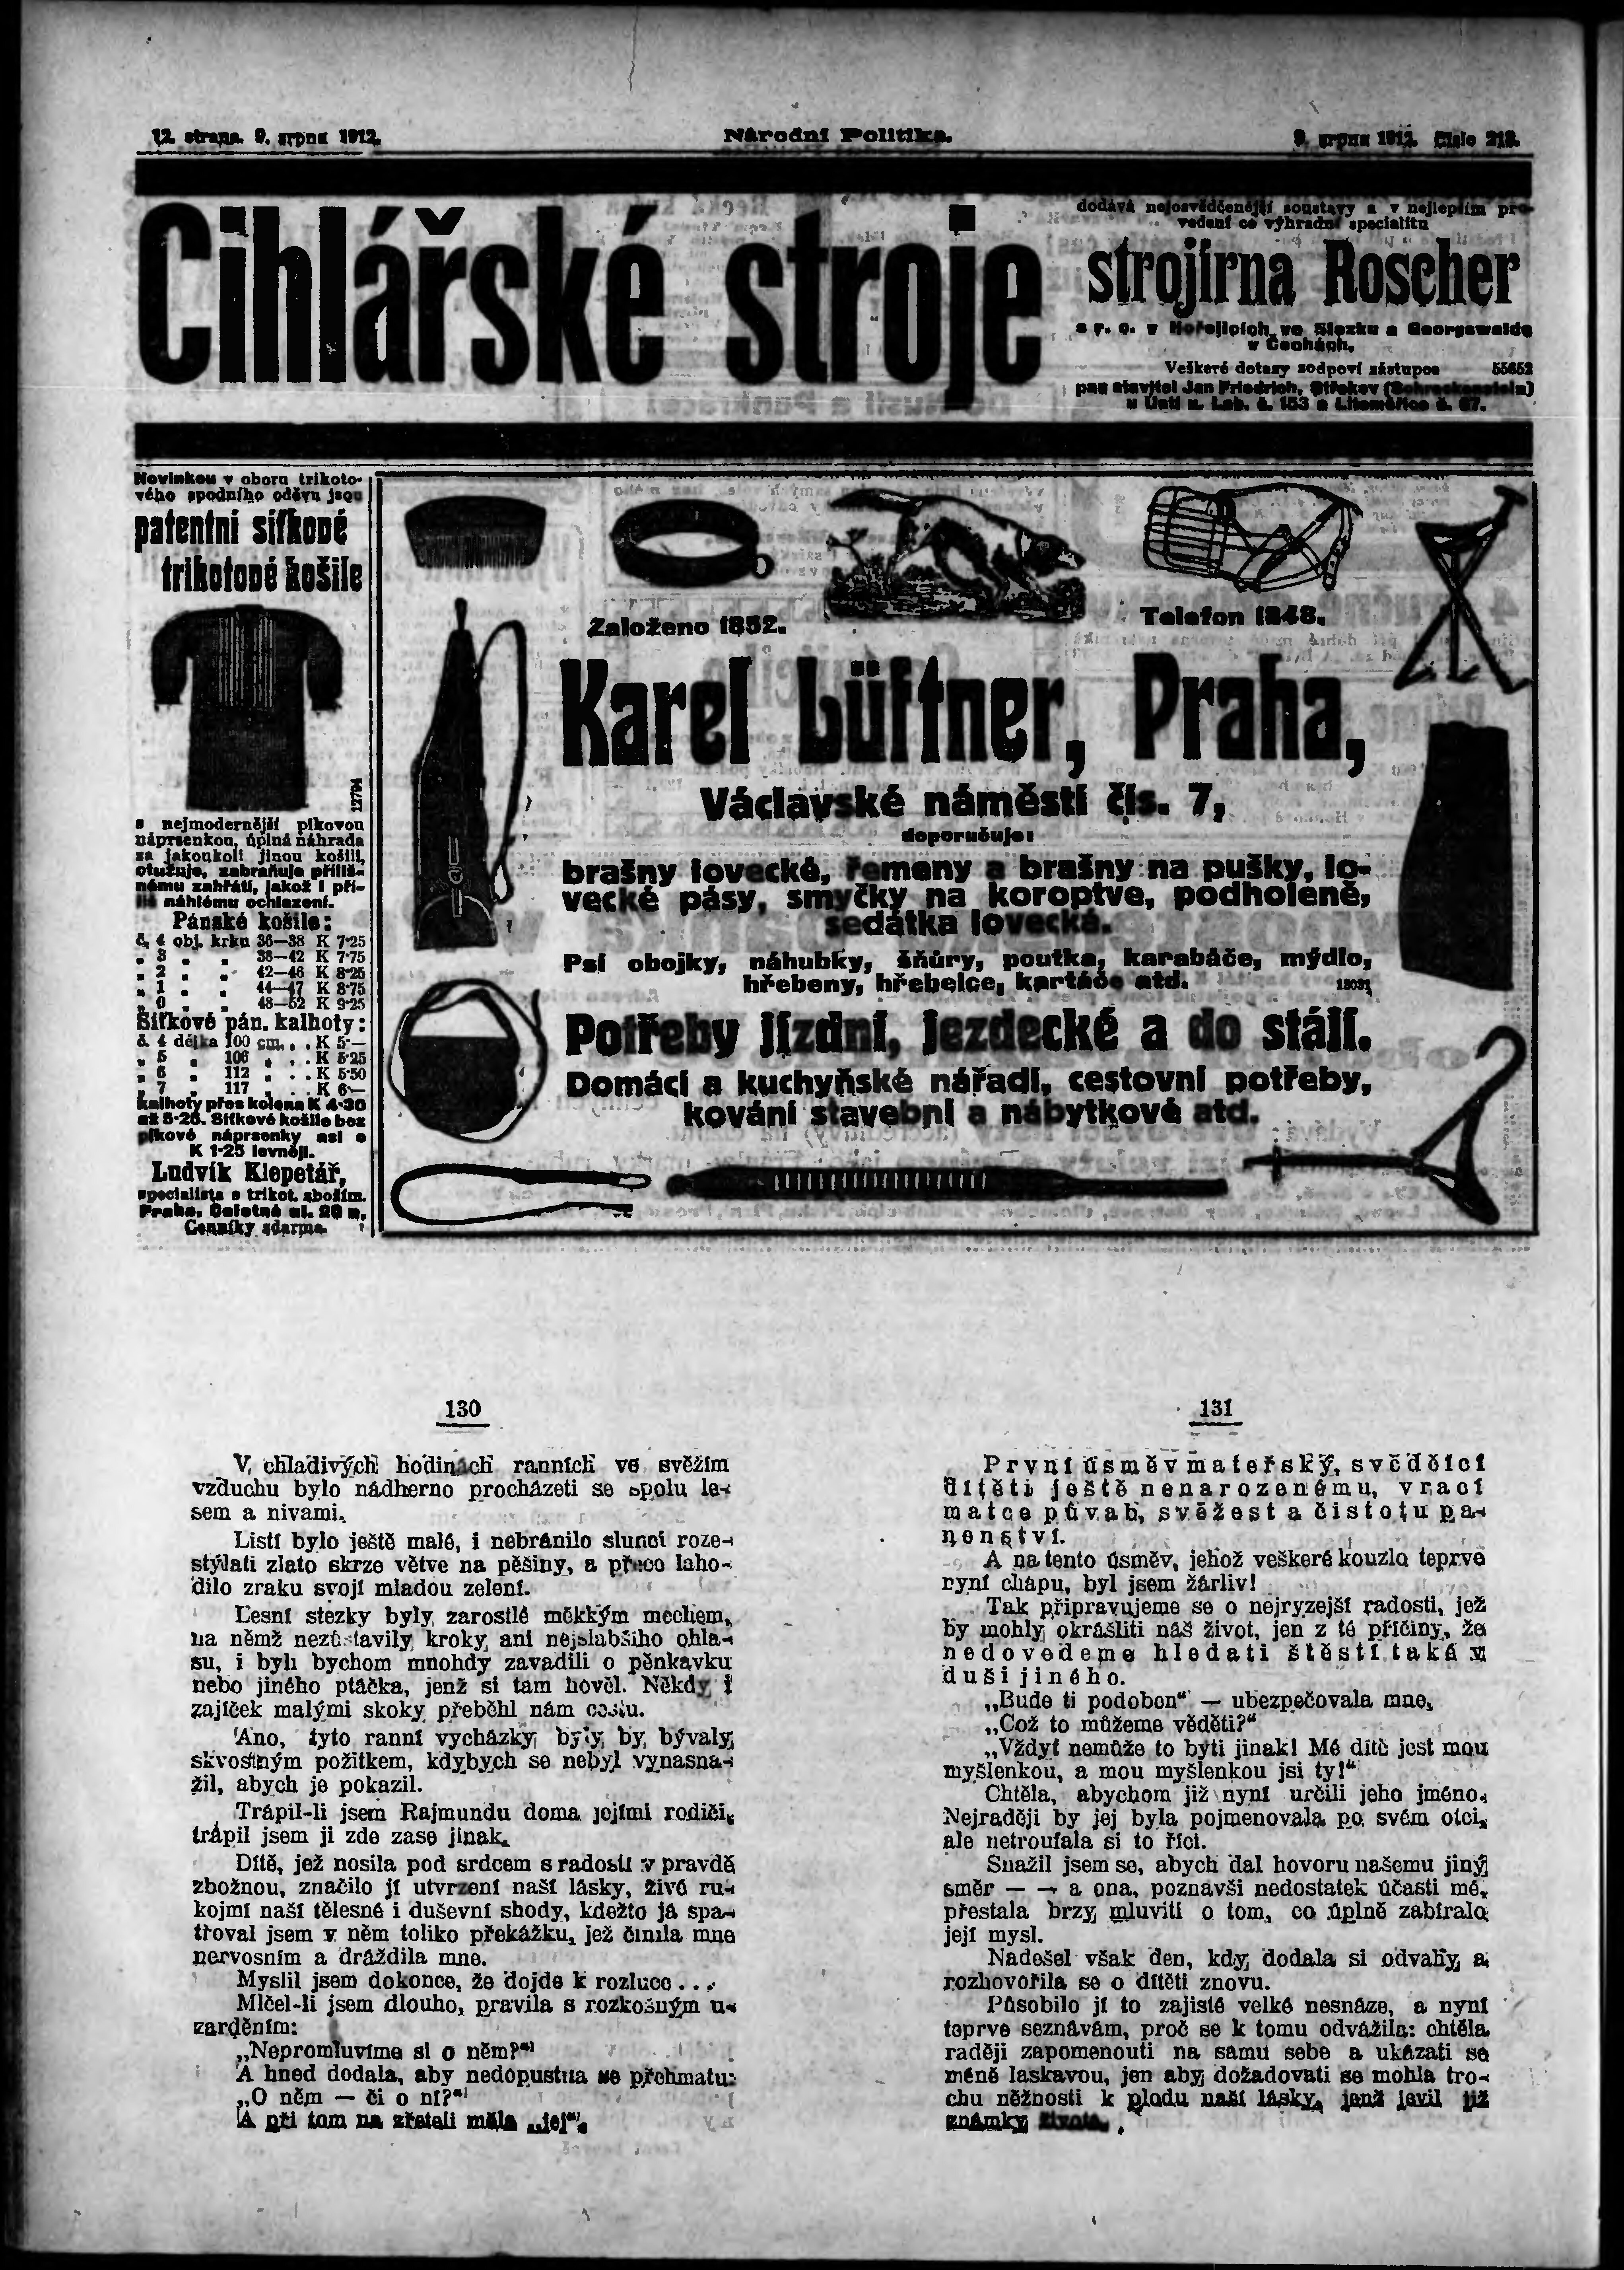 12. strana. 9. srpna 1912.
Národní Politika.
9. srpna 1912. Číslo 218.
Cihlářské stroje
dodává nejosvědčenější soustavy a v nejlepším pro-
vedení co výhradní specialitu
strojírna Roscher
s r. o. v Hořejicích ve Slezku a Georgswalde
v Čechách.
Veškeré dotazy zodpoví zástupce 55652
pan stavitel Jan Friedrich, Střekov (Schreckenstein)
u Ústí n. Lab. č. 153 a Litoměřice č. 67.
Novinkou v oboru trikoto-
vého spodního oděvu jsou
patentní síťkové
trikotové košile
12794
s nejmodernější pikovou
náprsenkou, úplná náhrada
za jakoukoli jinou košili,
otužuje, zabraňuje příliš-
nému zahřátí, jakož i pří-
liš náhlému ochlazení.
Pánské košile:
č. 4 obj. krku 36—38 K 7·25
„ 3 „ „ 38—42 K 7·75
„ 2 „ „ 42—46 K 8·25
„ 1 „ „ 44—47 K 8·75
„ 0 „ „ 48—52 K 9·25
Síťkové pán. kalhoty:
č. 4 délka 100 cm. . . K 5·—
„ 5 „ 106 „ . . K 5·25
„ 6 „ 112 „ . . K 5·50
„ 7 „ 117 „ . . K 6·—
kalhoty přes kolena K 4·30
až 5·25. Síťkové košile bez
pikové náprsenky asi o
K 1·25 levněji.
Ludvík Klepetář,
specialista s trikot. zbožím.
Praha, Celetná ul. 20 n.
Cenníky zdarma.
Založeno 1852.
Telefon 1848.
Karel Lüftner, Praha,
Václavské náměstí čís. 7,
doporučuje:
brašny lovecké, řemeny a brašny na pušky, lo-
vecké pásy, smyčky na koroptve, podholeně,
sedátka lovecká.
Psí obojky, náhubky, šňůry, poutka, karabáče, mýdlo,
hřebeny, hřebelce, kartáče atd. 13031
Potřeby jízdní, jezdecké a do stájí.
Domácí a kuchyňské nářadí, cestovní potřeby,
kování stavební a nábytkové atd.
130
V chladivých hodinách ranních ve svěžím
vzduchu bylo nádherno procházeti se spolu le-
sem a nivami.
Listí bylo ještě malé, i nebránilo slunci roze-
stýlati zlato skrze větve na pěšiny, a přece laho-
dilo zraku svojí mladou zelení.
Lesní stezky byly zarostlé měkkým mechem,
na němž nezůstavily kroky ani nejslabšího ohla-
su, i byli bychom mnohdy zavadili o pěnkavku
nebo jiného ptáčka, jenž si tam hověl. Někdy i
zajíček malými skoky přeběhl nám cestu.
Ano, tyto ranní vycházky byly by bývaly
skvostným požitkem, kdybych se nebyl vynasna-
žil, abych je pokazil.
Trápil-li jsem Rajmundu doma jejími rodiči,
trápil jsem ji zde zase jinak.
Dítě, jež nosila pod srdcem s radostí v pravdě
zbožnou, značilo jí utvrzení naší lásky, živé ru-
kojmí naší tělesné i duševní shody, kdežto já spa-
třoval jsem v něm toliko překážku, jež činila mne
nervosním a dráždila mne.
Myslil jsem dokonce, že dojde k rozluce . . .
Mlčel-li jsem dlouho, pravila s rozkošným u-
zarděním:
„Nepromluvíme si o něm?“
A hned dodala, aby nedopustila se přehmatu:
„O něm — či o ní?“
A při tom na zřeteli měla „jej“.
131
První úsměv mateřský, svědčící
dítěti ještě nenarozenému, vrací
matce půvab, svěžest a čistotu pa-
nenství.
A na tento úsměv, jehož veškeré kouzlo teprve
nyní chápu, byl jsem žárliv!
Tak připravujeme se o nejryzejší radosti, jež
by mohly okrášliti náš život, jen z té příčiny, že
nedovedeme hledati štěstí také v
duši jiného.
„Bude ti podoben“ — ubezpečovala mne.
„Což to můžeme věděti?“
„Vždyť nemůže to býti jinak! Mé dítě jest mou
myšlenkou, a mou myšlenkou jsi ty!“
Chtěla, abychom již nyní určili jeho jméno.
Nejraději by jej byla pojmenovala po svém otci,
ale netroufala si to říci.
Snažil jsem se, abych dal hovoru našemu jiný
směr — — a ona, poznavši nedostatek účasti mé,
přestala brzy mluviti o tom, co úplně zabíralo
její mysl.
Nadešel však den, kdy dodala si odvahy a
rozhovořila se o dítěti znovu.
Působilo jí to zajisté velké nesnáze, a nyní
teprve seznávám, proč se k tomu odvážila: chtěla
raději zapomenouti na samu sebe a ukázati se
méně laskavou, jen aby dožadovati se mohla tro-
chu něžnosti k plodu naší lásky, jenž jevil již
známky života.